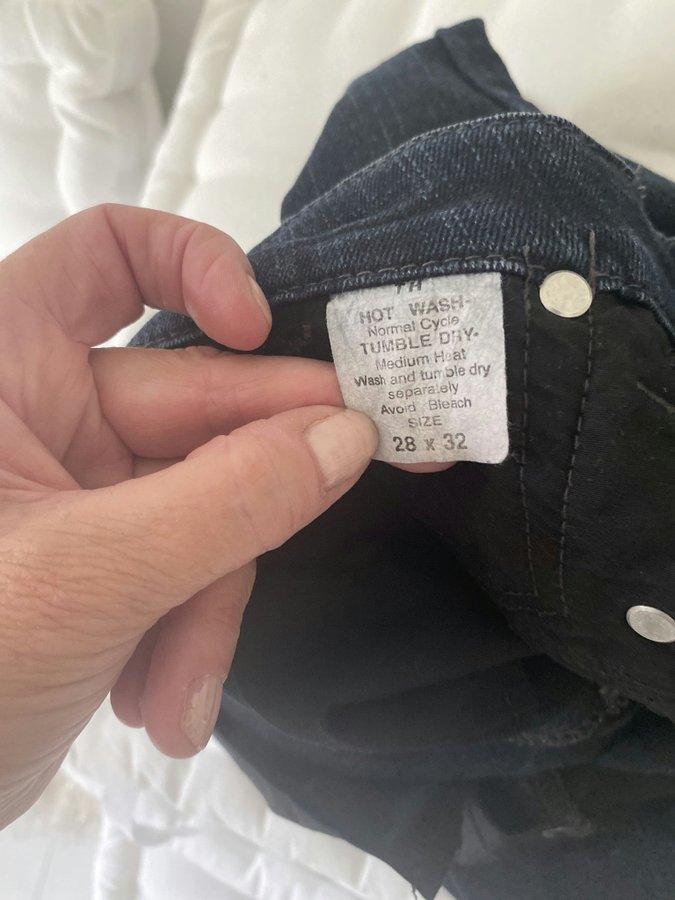 HOT WASH-
Normal Cycle
TUMBLE DRY-
Medium Heat
Wash and tumble dry
separately
Avoid Bleach
SIZE
28 x 32